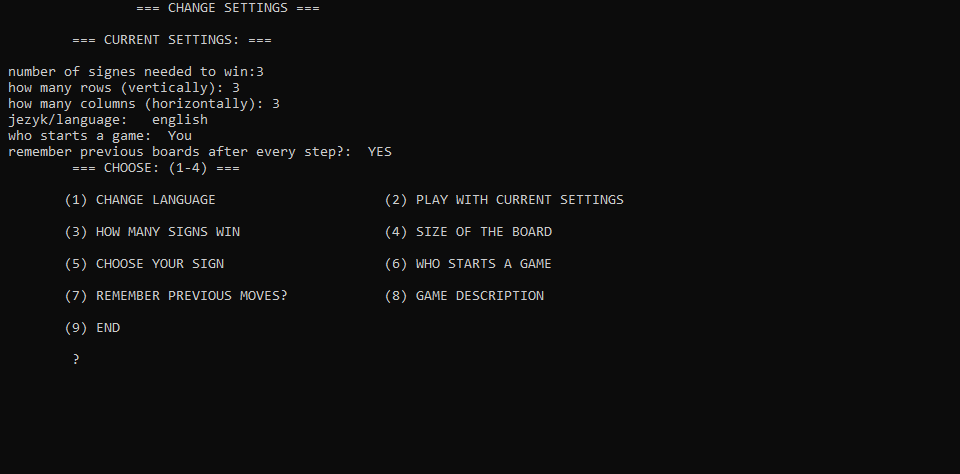 === CHANGE SETTINGS ===
=== CURRENT SETTINGS: ===
number of signes needed to win:3
how many rows (vertically): 3
how many columns (horizontally): 3
jezyk/language:   english
who starts a game:  You
remember previous boards after every step?:  YES
=== CHOOSE: (1-4) ===
(1) CHANGE LANGUAGE (2) PLAY WITH CURRENT SETTINGS
(3) HOW MANY SIGNS WIN (4) SIZE OF THE BOARD
(5) CHOOSE YOUR SIGN (6) WHO STARTS A GAME
(7) REMEMBER PREVIOUS MOVES? (8) GAME DESCRIPTION
(9) END
?